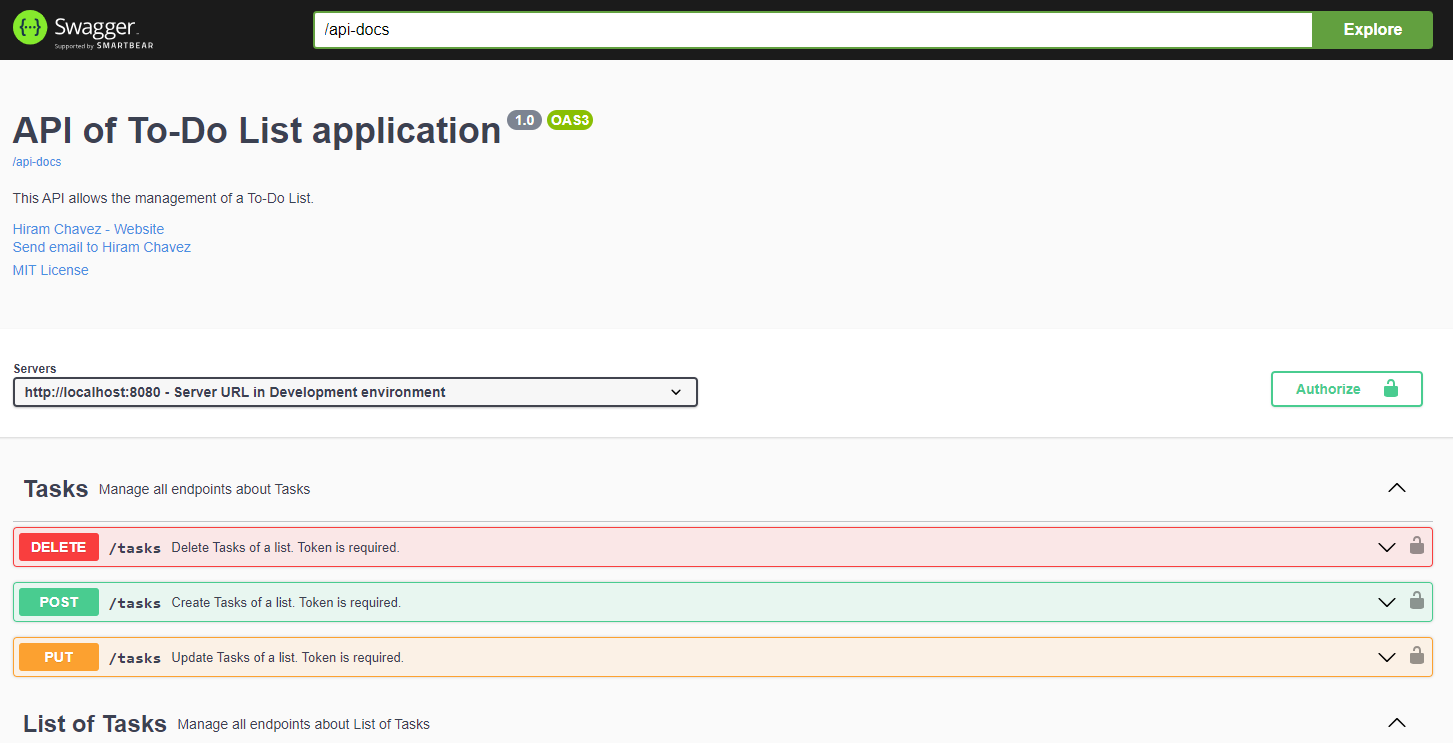 Swagger.
Supported by SMARTBEAR
/api-docs
Explore
API of To-Do List application 1.0 OAS3
/api-docs
This API allows the management of a To-Do List.
Hiram Chavez - Website
Send email to Hiram Chavez
MIT License
Servers
http://localhost:8080 - Server URL in Development environment
Authorize
Tasks Manage all endpoints about Tasks
DELETE /tasks Delete Tasks of a list. Token is required.
POST /tasks Create Tasks of a list. Token is required.
PUT /tasks Update Tasks of a list. Token is required.
List of Tasks Manage all endpoints about List of Tasks